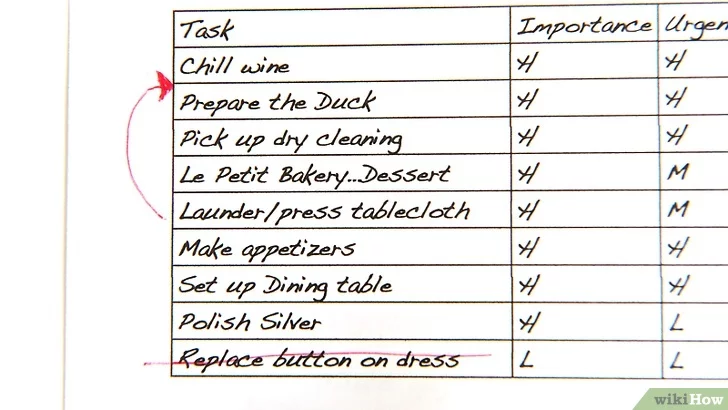 Task Importance Urgen
Chill wine H H
Prepare the Duck H H
Pick up dry cleaning H H
Le Petit Bakery...Dessert H M
Launder/press tablecloth H M
Make appetizers H H
Set up Dining table H H
Polish Silver H L
Replace button on dress L L
wikiHow